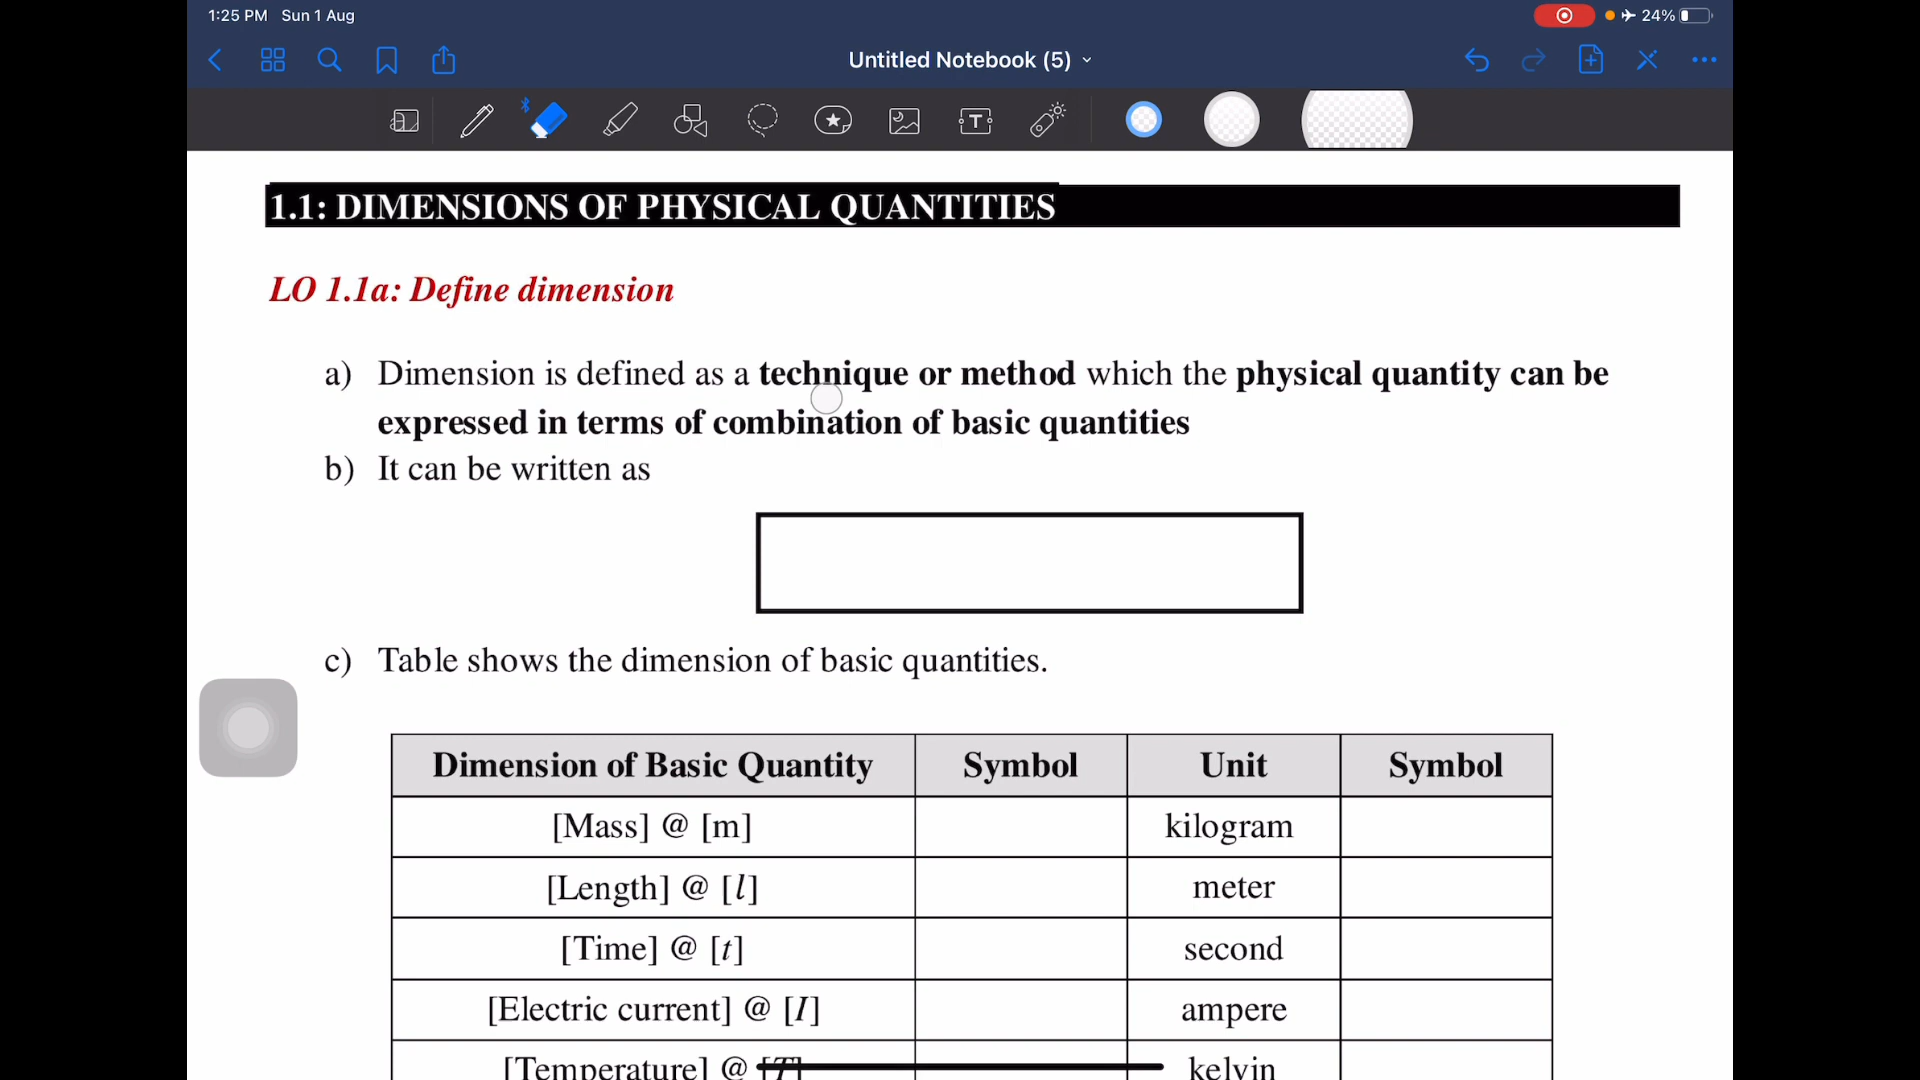 1:25 PM Sun 1 Aug
24%
Untitled Notebook (5)
1.1: DIMENSIONS OF PHYSICAL QUANTITIES
LO 1.1a: Define dimension
a) Dimension is defined as a technique or method which the physical quantity can be
expressed in terms of combination of basic quantities
b) It can be written as
c) Table shows the dimension of basic quantities.
Dimension of Basic Quantity Symbol Unit Symbol
[Mass] @ [m] kilogram
[Length] @ [l] meter
[Time] @ [t] second
[Electric current] @ [I] ampere
[Temperature] @ [T] kelvin